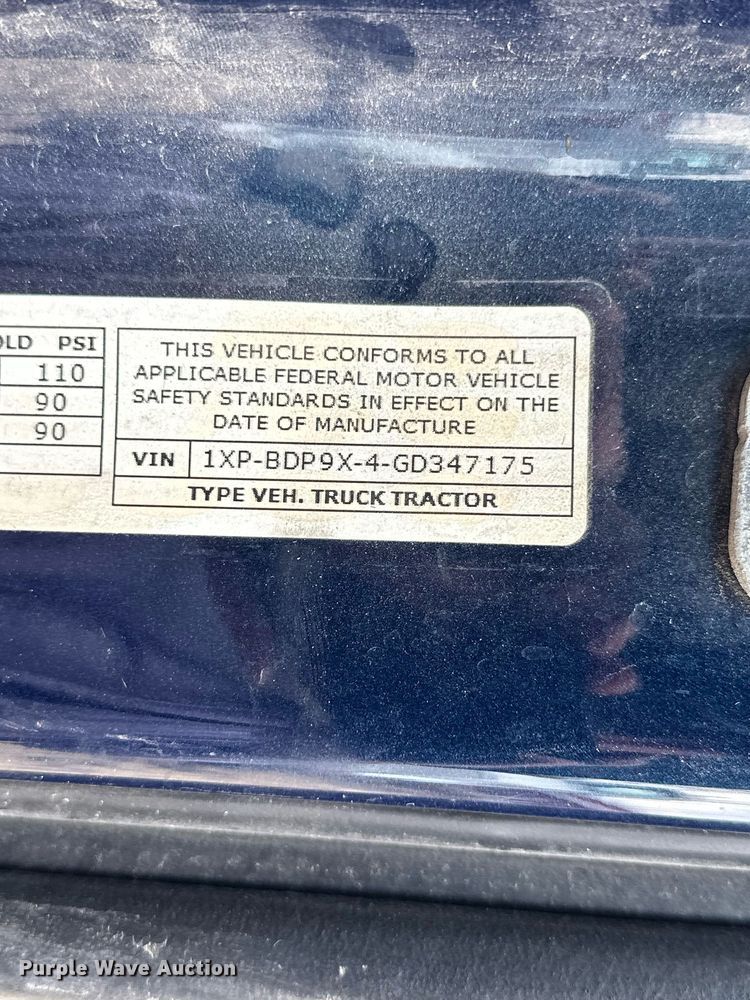 OLD PSI
110
90
90
THIS VEHICLE CONFORMS TO ALL
APPLICABLE FEDERAL MOTOR VEHICLE
SAFETY STANDARDS IN EFFECT ON THE
DATE OF MANUFACTURE
VIN 1XP-BDP9X-4-GD347175
TYPE VEH. TRUCK TRACTOR
Purple Wave Auction